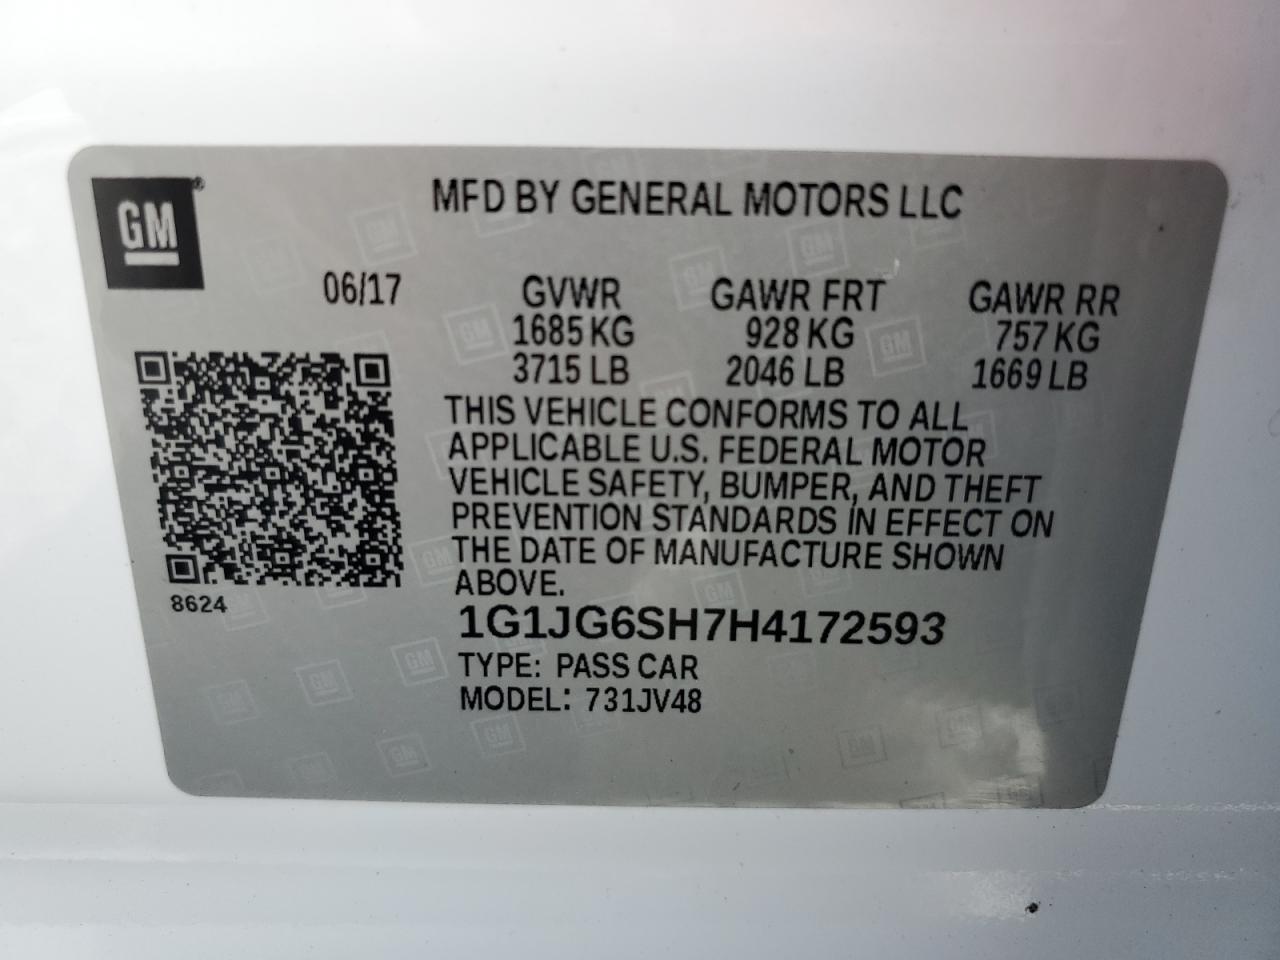 GM®
MFD BY GENERAL MOTORS LLC
06/17
GVWR GAWR FRT GAWR RR
1685 KG 928 KG 757 KG
3715 LB 2046 LB 1669 LB
THIS VEHICLE CONFORMS TO ALL
APPLICABLE U.S. FEDERAL MOTOR
VEHICLE SAFETY, BUMPER, AND THEFT
PREVENTION STANDARDS IN EFFECT ON
THE DATE OF MANUFACTURE SHOWN
ABOVE.
8624
1G1JG6SH7H4172593
TYPE: PASS CAR
MODEL: 731JV48